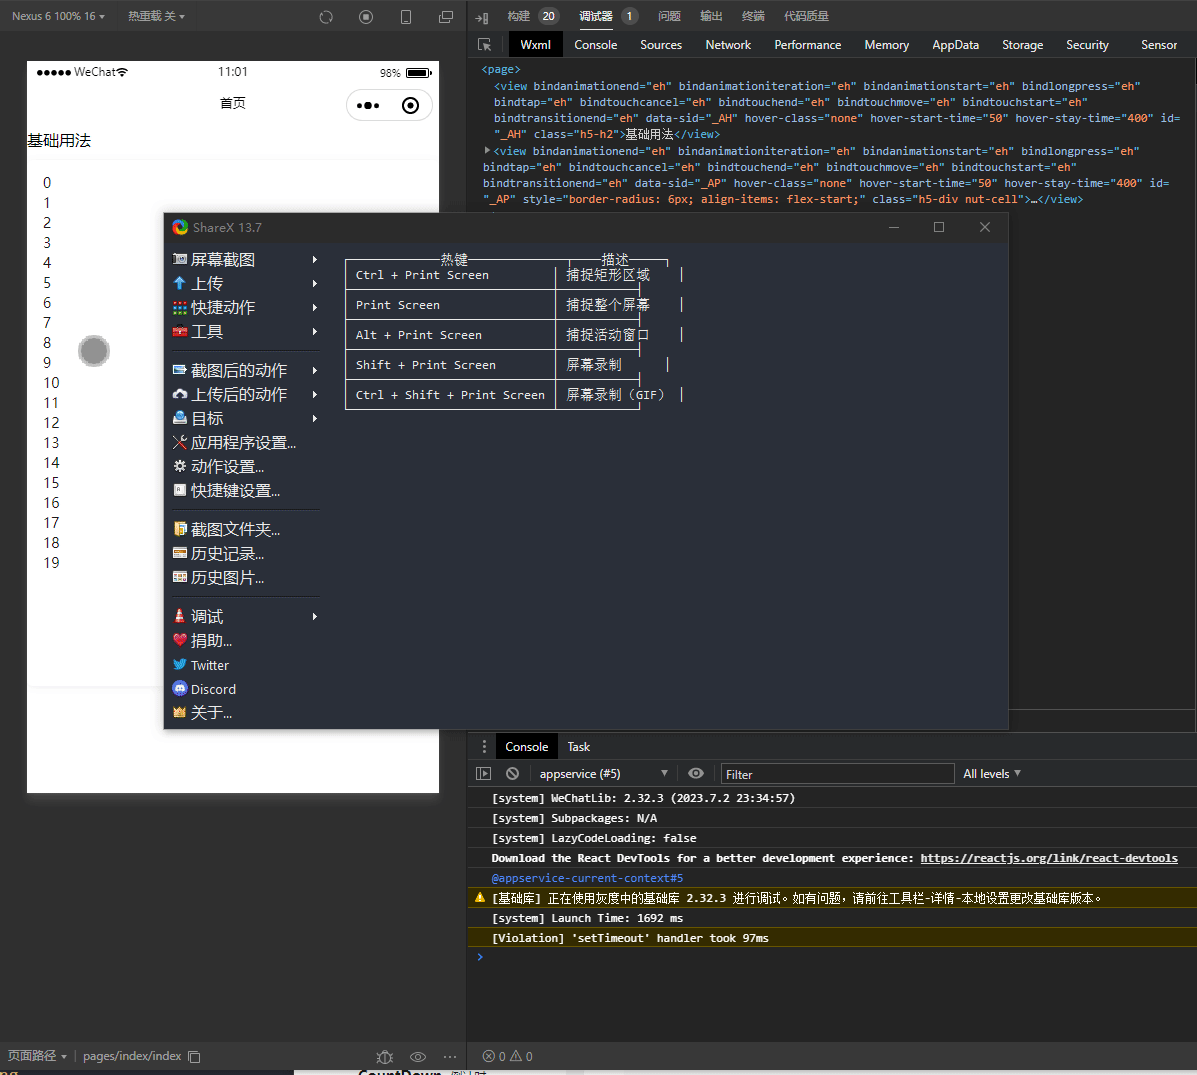 Nexus 6 100% 16 热重载 关
构建 20 调试器 1 问题 输出 终端 代码质量
Wxml Console Sources Network Performance Memory AppData Storage Security Sensor
WeChat 11:01 98%
首页
基础用法
0
1
2
3
4
5
6
7
8
9
10
11
12
13
14
15
16
17
18
19
<page>
<view bindanimationend="eh" bindanimationiteration="eh" bindanimationstart="eh" bindlongpress="eh"
bindtap="eh" bindtouchcancel="eh" bindtouchend="eh" bindtouchmove="eh" bindtouchstart="eh"
bindtransitionend="eh" data-sid="_AH" hover-class="none" hover-start-time="50" hover-stay-time="400" id=
"_AH" class="h5-h2">基础用法</view>
<view bindanimationend="eh" bindanimationiteration="eh" bindanimationstart="eh" bindlongpress="eh"
bindtap="eh" bindtouchcancel="eh" bindtouchend="eh" bindtouchmove="eh" bindtouchstart="eh"
bindtransitionend="eh" data-sid="_AP" hover-class="none" hover-start-time="50" hover-stay-time="400" id=
"_AP" style="border-radius: 6px; align-items: flex-start;" class="h5-div nut-cell">…</view>
ShareX 13.7
屏幕截图
上传
快捷动作
工具
截图后的动作
上传后的动作
目标
应用程序设置...
动作设置...
快捷键设置...
截图文件夹...
历史记录...
历史图片...
调试
捐助...
Twitter
Discord
关于...
热键 描述
Ctrl + Print Screen 捕捉矩形区域
Print Screen 捕捉整个屏幕
Alt + Print Screen 捕捉活动窗口
Shift + Print Screen 屏幕录制
Ctrl + Shift + Print Screen 屏幕录制（GIF）
Console Task
appservice (#5) Filter All levels
[system] WeChatLib: 2.32.3 (2023.7.2 23:34:57)
[system] Subpackages: N/A
[system] LazyCodeLoading: false
Download the React DevTools for a better development experience: https://reactjs.org/link/react-devtools
@appservice-current-context#5
[基础库] 正在使用灰度中的基础库 2.32.3 进行调试。如有问题，请前往工具栏-详情-本地设置更改基础库版本。
[system] Launch Time: 1692 ms
[Violation] 'setTimeout' handler took 97ms
页面路径 pages/index/index
0 0